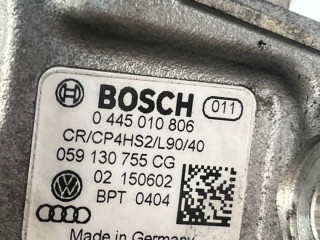 BOSCH 011
0 445 010 806
CR/CP4HS2/L90/40
059 130 755 CG
02 150602
BPT 0404
Made in Germany